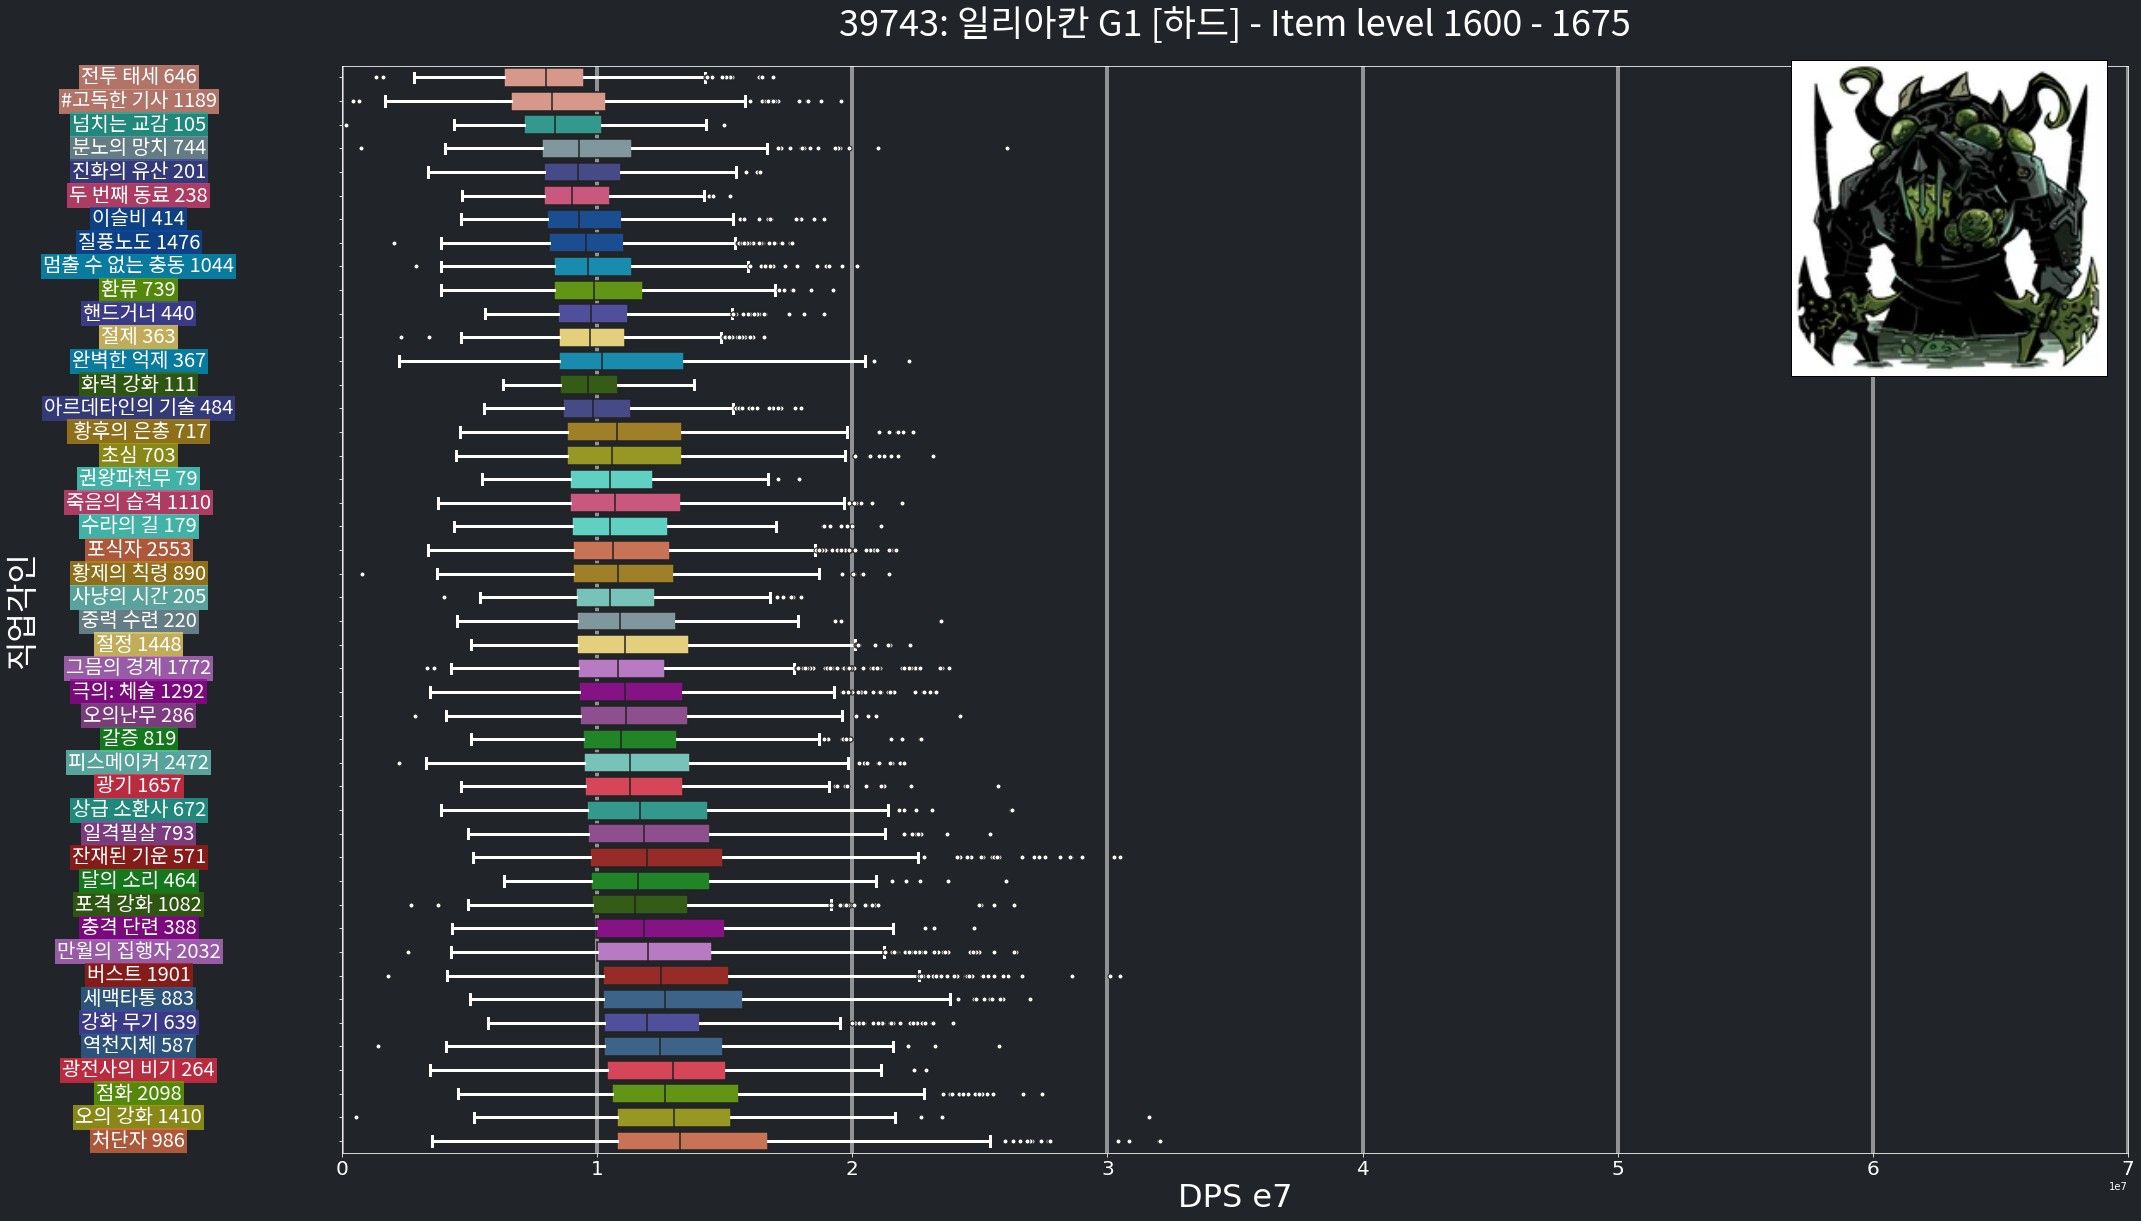 39743: 일리아칸 G1 [하드] - Item level 1600 - 1675
직업각인
전투 태세 646
#고독한 기사 1189
넘치는 교감 105
분노의 망치 744
진화의 유산 201
두 번째 동료 238
이슬비 414
질풍노도 1476
멈출 수 없는 충동 1044
환류 739
핸드거너 440
절제 363
완벽한 억제 367
화력 강화 111
아르데타인의 기술 484
황후의 은총 717
초심 703
권왕파천무 79
죽음의 습격 1110
수라의 길 179
포식자 2553
황제의 칙령 890
사냥의 시간 205
중력 수련 220
절정 1448
그믐의 경계 1772
극의: 체술 1292
오의난무 286
갈증 819
피스메이커 2472
광기 1657
상급 소환사 672
일격필살 793
잔재된 기운 571
달의 소리 464
포격 강화 1082
충격 단련 388
만월의 집행자 2032
버스트 1901
세맥타통 883
강화 무기 639
역천지체 587
광전사의 비기 264
점화 2098
오의 강화 1410
처단자 986
0 1 2 3 4 5 6 7
DPS e7
1e7